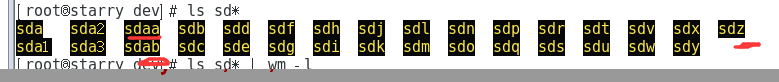 [root@starry dev]# ls sd*
sda sda2 sdaa sdb sdd sdf sdh sdj sdl sdn sdp sdr sdt sdv sdx sdz
sda1 sda3 sdab sdc sde sdg sdi sdk sdm sdo sdq sds sdu sdw sdy
[root@starry dev]# ls sd* | wm -l